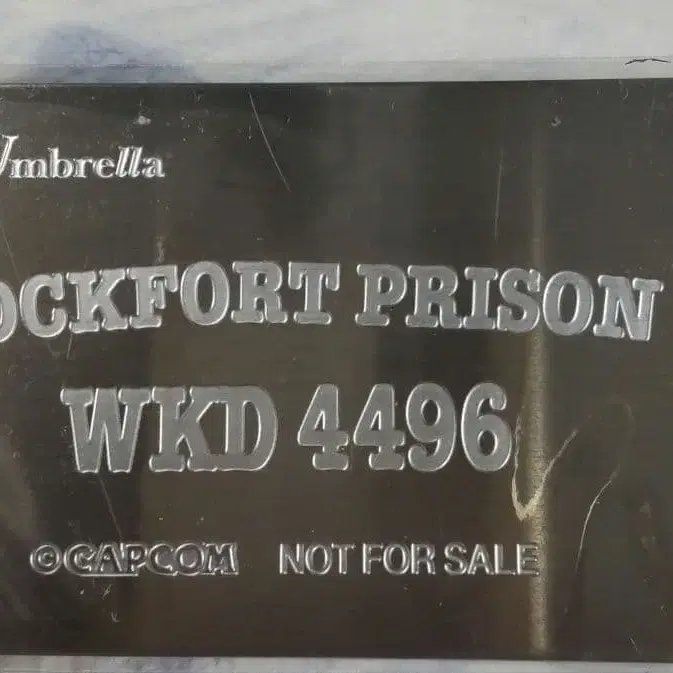 Umbrella
OCKFORT PRISON
WKD 4496
©CAPCOM NOT FOR SALE